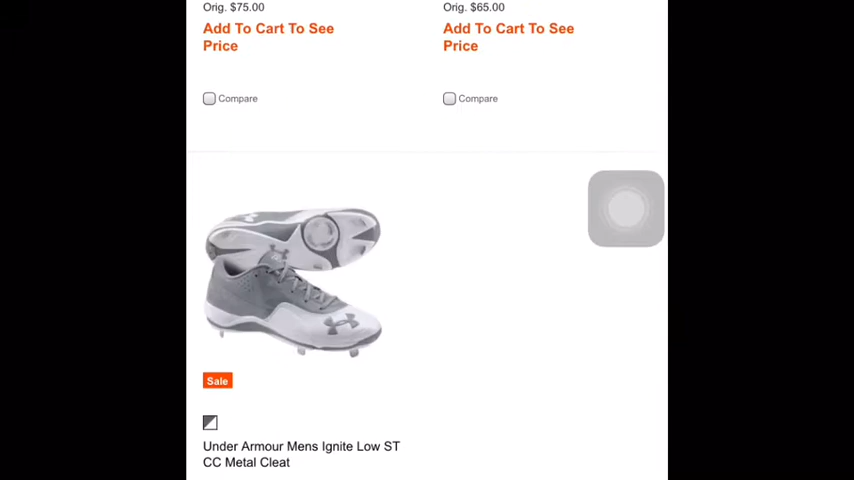 Orig. $75.00
Orig. $65.00
Add To Cart To See
Price
Add To Cart To See
Price
Compare
Compare
Sale
Under Armour Mens Ignite Low ST
CC Metal Cleat